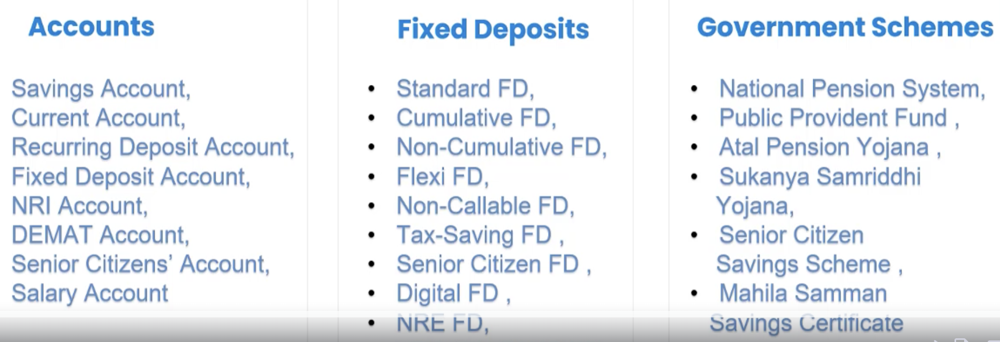 Accounts
Savings Account,
Current Account,
Recurring Deposit Account,
Fixed Deposit Account,
NRI Account,
DEMAT Account,
Senior Citizens’ Account,
Salary Account
Fixed Deposits
• Standard FD,
• Cumulative FD,
• Non-Cumulative FD,
• Flexi FD,
• Non-Callable FD,
• Tax-Saving FD ,
• Senior Citizen FD ,
• Digital FD ,
• NRE FD,
Government Schemes
• National Pension System,
• Public Provident Fund ,
• Atal Pension Yojana ,
• Sukanya Samriddhi
Yojana,
• Senior Citizen
Savings Scheme ,
• Mahila Samman
Savings Certificate